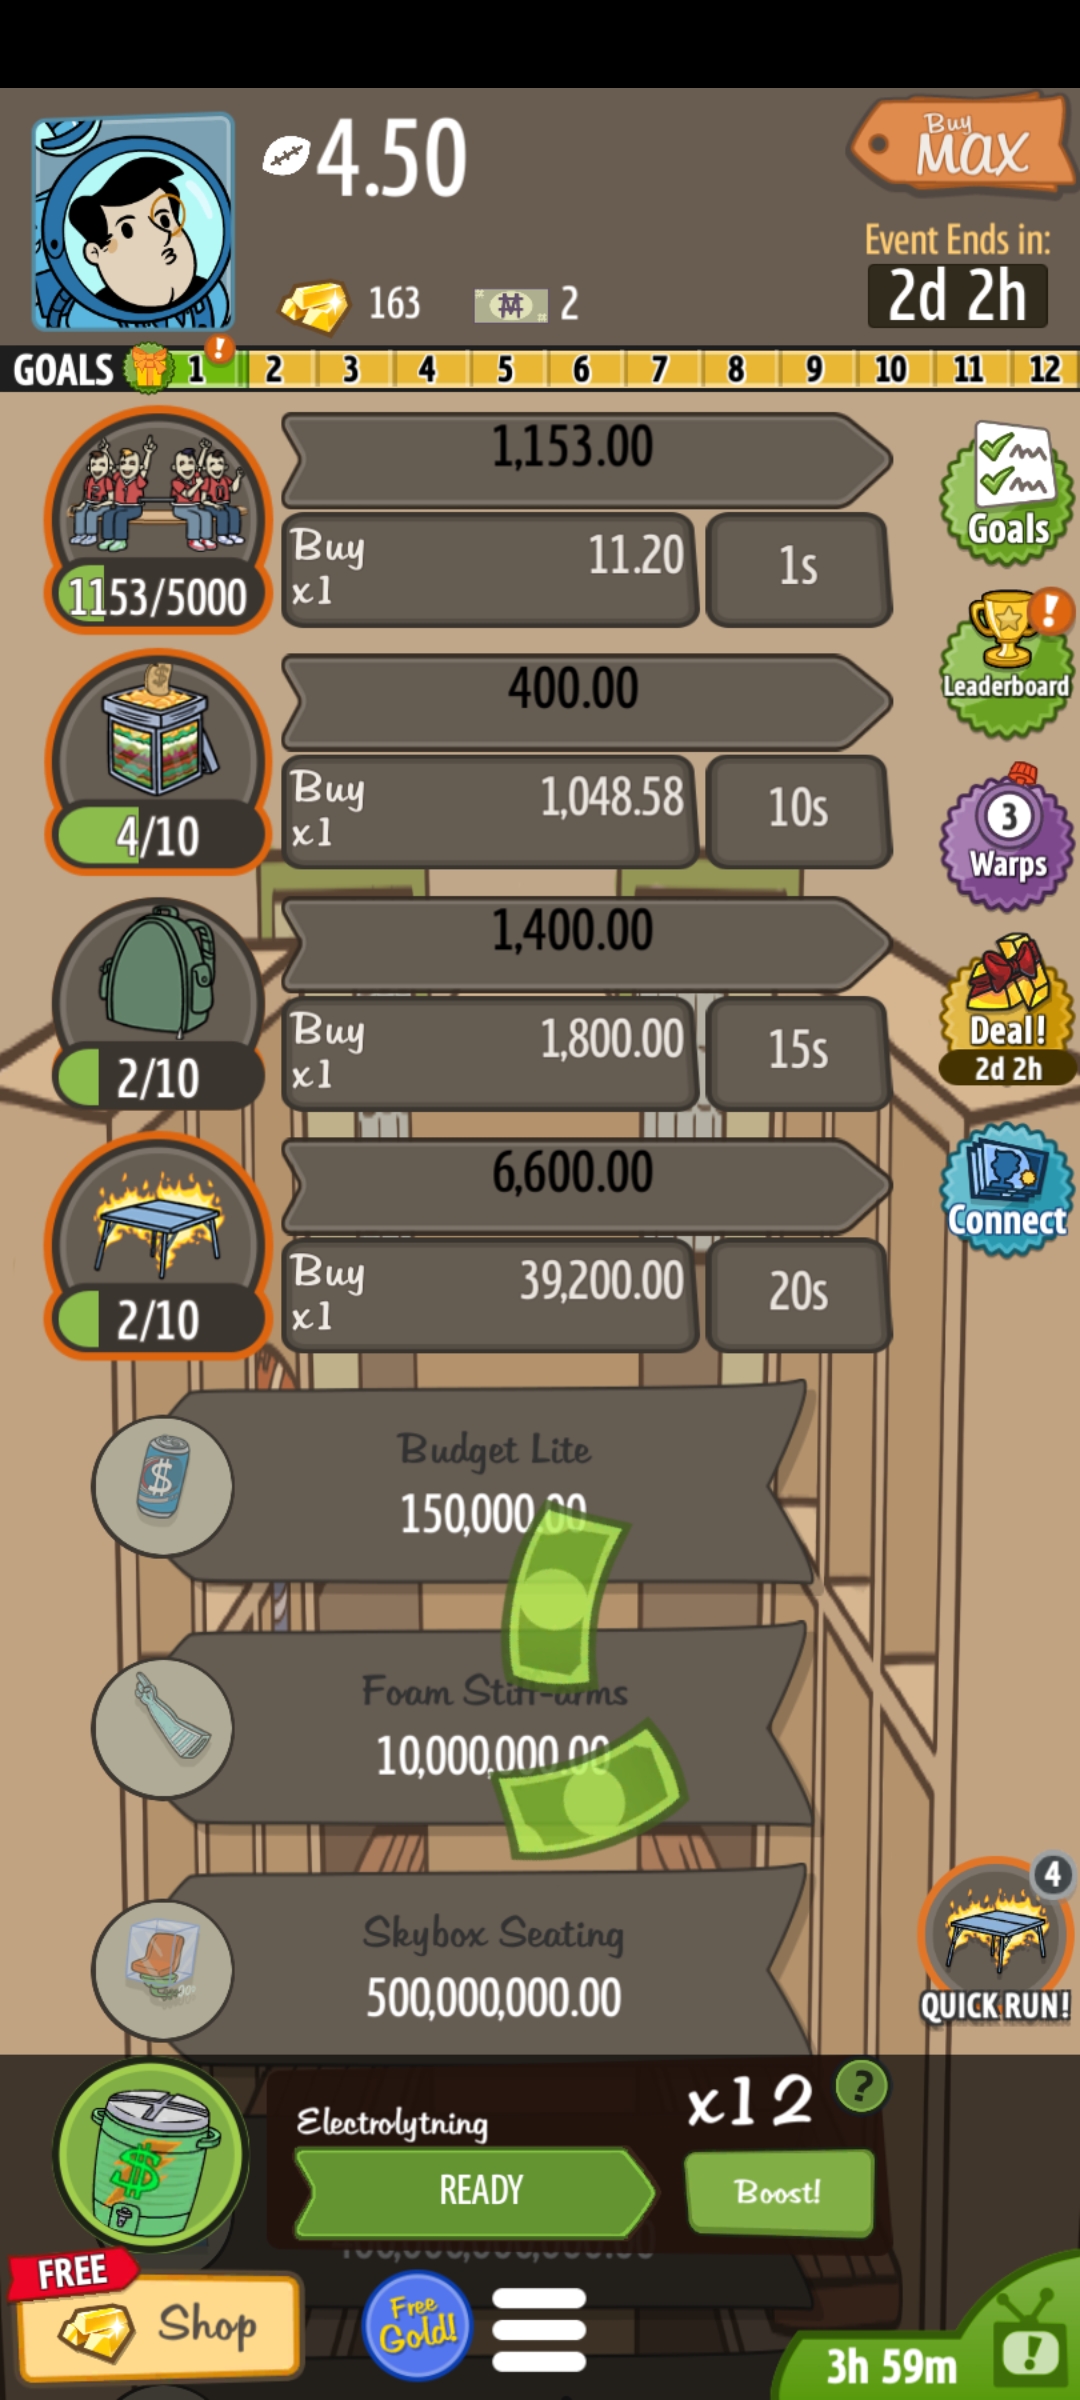 4.50
Buy
MAX
Event Ends in:
2d 2h
163
2
GOALS 1 ! 2 3 4 5 6 7 8 9 10 11 12
1,153.00
Buy
x1
11.20
1s
1153/5000
Goals
400.00
Buy
x1
1,048.58
10s
4/10
!
Leaderboard
3
Warps
1,400.00
Buy
x1
1,800.00
15s
2/10
Deal!
2d 2h
6,600.00
Buy
x1
39,200.00
20s
2/10
Connect
Budget Lite
150,000.00
Foam Stiff-arms
10,000,000.00
Skybox Seating
500,000,000.00
4
QUICK RUN!
Electrolytning
x12
?
READY
Boost!
FREE
Shop
Free
Gold!
3h 59m
!